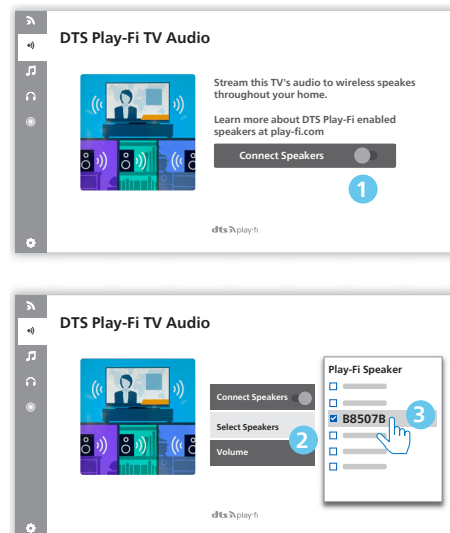 DTS Play-Fi TV Audio
Stream this TV's audio to wireless speakes
throughout your home.
Learn more about DTS Play-Fi enabled
speakers at play-fi.com
Connect Speakers
1
dts play-fi
DTS Play-Fi TV Audio
Connect Speakers
Select Speakers
2
Volume
Play-Fi Speaker
B8507B
3
dts play-fi